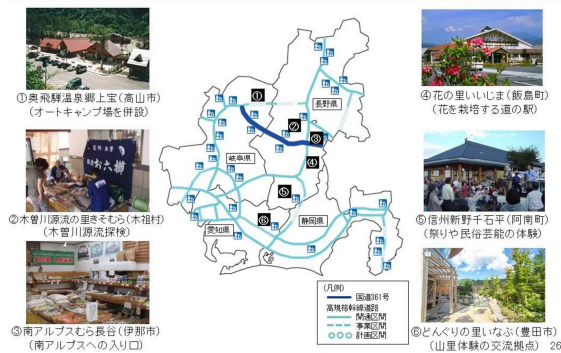 ①奥飛騨温泉郷上宝(高山市)
(オートキャンプ場を併設)
②木曽川源流の里きそむら(木祖村)
(木曽川源流探検)
お六櫛
③南アルプスむら長谷(伊那市)
(南アルプスへの入り口)
①
②
③
④
⑤
⑥
長野県
岐阜県
静岡県
愛知県
(凡例)
国道361号
高規格幹線道路
開通区間
事業区間
計画区間
④花の里いいじま(飯島町)
(花を栽培する道の駅)
⑤信州新野千石平(阿南町)
(祭りや民俗芸能の体験)
⑥どんぐりの里いなぶ(豊田市)
(山里体験の交流拠点)
26